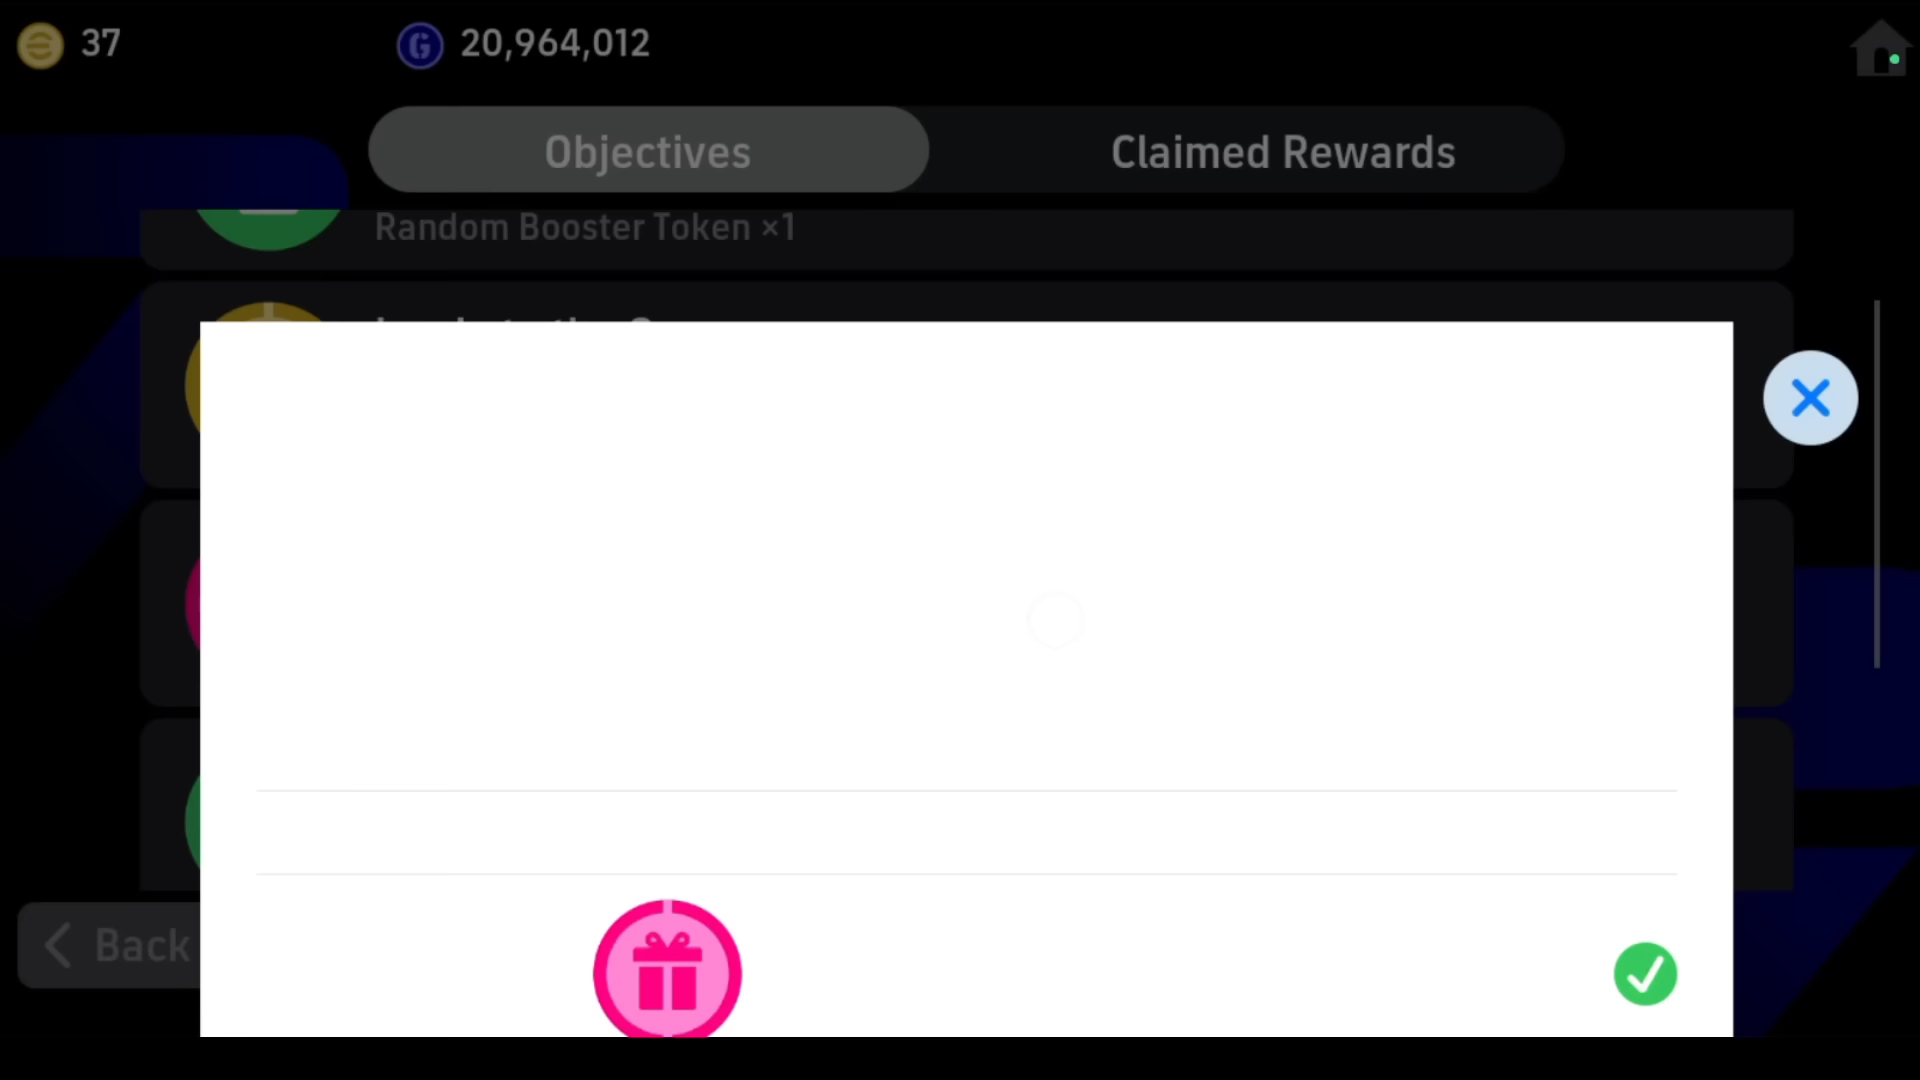 37
20,964,012
Objectives
Claimed Rewards
Random Booster Token ×1
Back